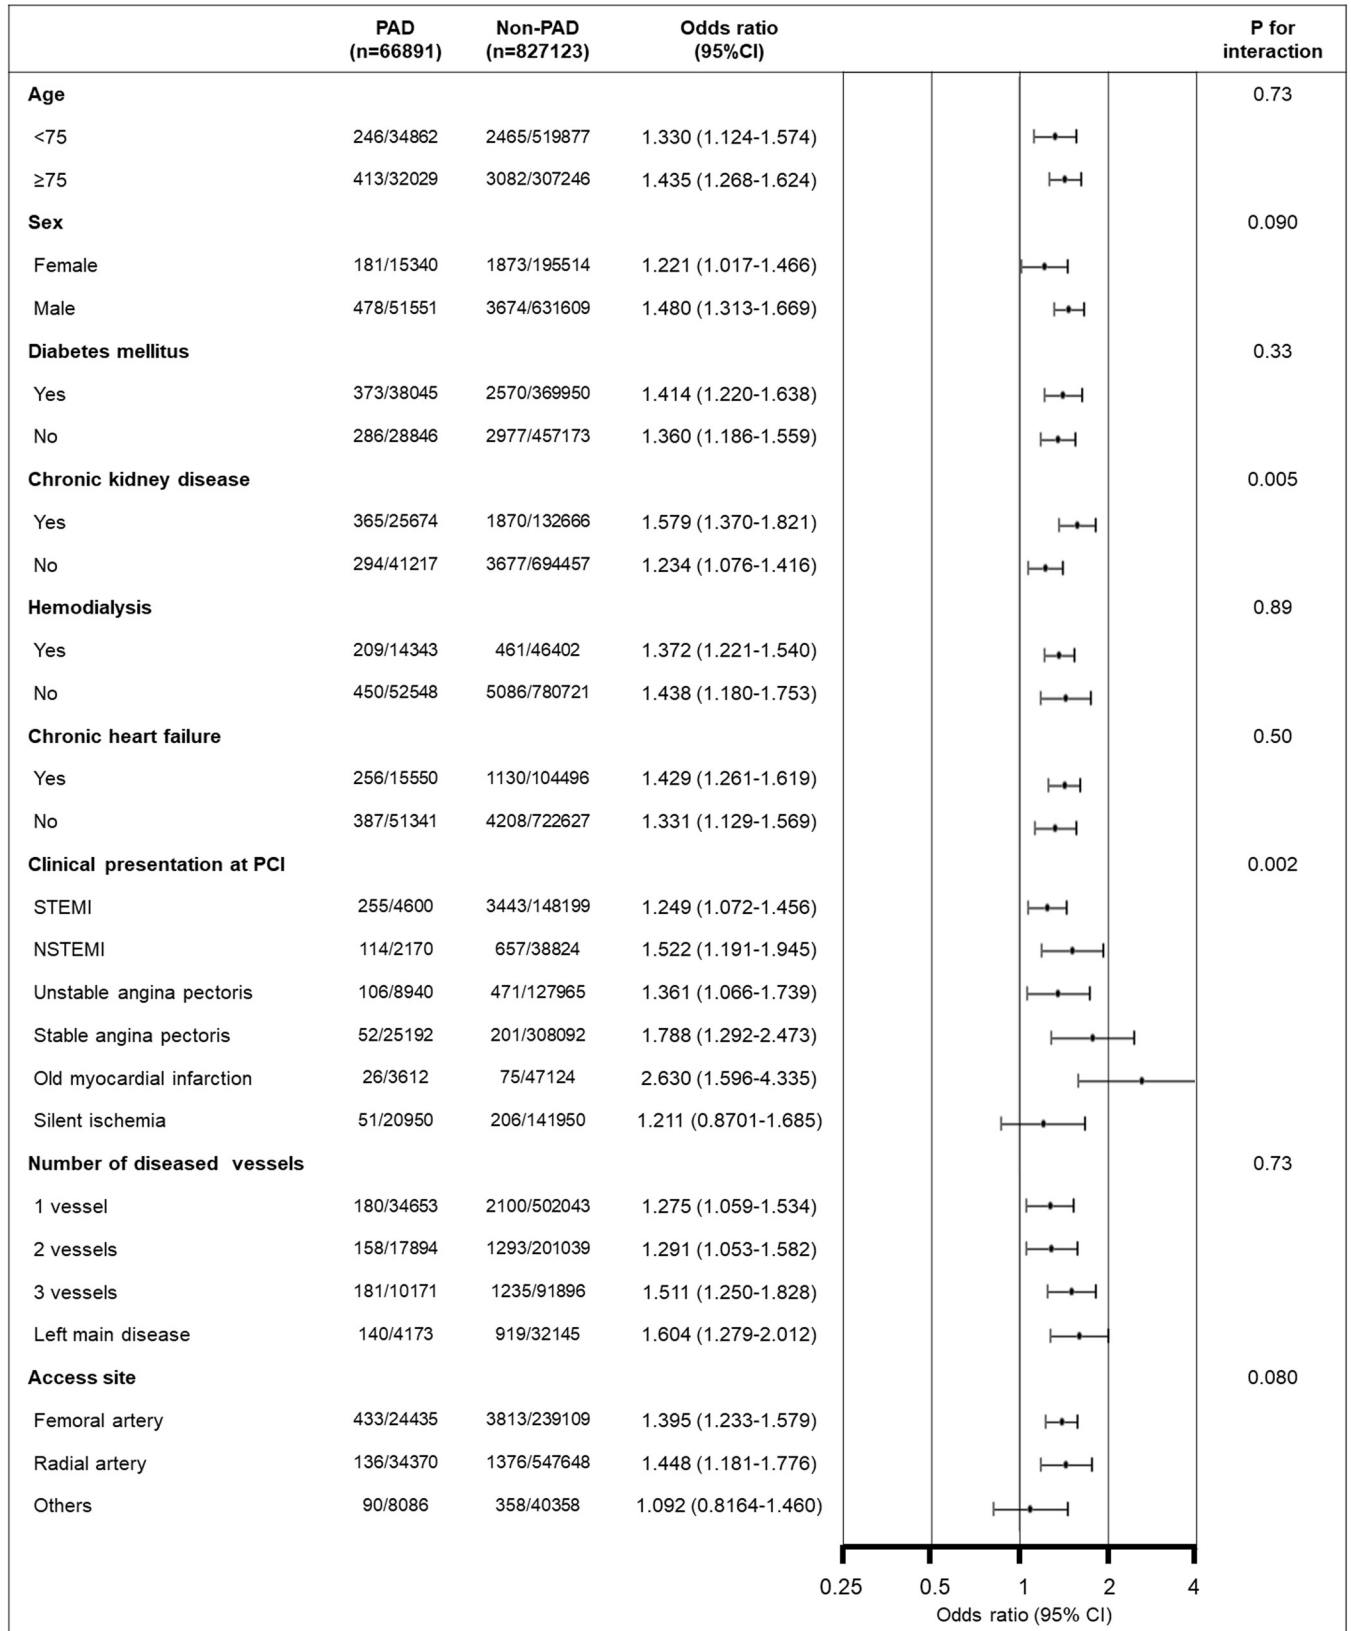 PAD Non-PAD Odds ratio P for
(n=66891) (n=827123) (95%CI) interaction
Age 0.73
<75 246/34862 2465/519877 1.330 (1.124-1.574)
≥75 413/32029 3082/307246 1.435 (1.268-1.624)
Sex 0.090
Female 181/15340 1873/195514 1.221 (1.017-1.466)
Male 478/51551 3674/631609 1.480 (1.313-1.669)
Diabetes mellitus 0.33
Yes 373/38045 2570/369950 1.414 (1.220-1.638)
No 286/28846 2977/457173 1.360 (1.186-1.559)
Chronic kidney disease 0.005
Yes 365/25674 1870/132666 1.579 (1.370-1.821)
No 294/41217 3677/694457 1.234 (1.076-1.416)
Hemodialysis 0.89
Yes 209/14343 461/46402 1.372 (1.221-1.540)
No 450/52548 5086/780721 1.438 (1.180-1.753)
Chronic heart failure 0.50
Yes 256/15550 1130/104496 1.429 (1.261-1.619)
No 387/51341 4208/722627 1.331 (1.129-1.569)
Clinical presentation at PCI 0.002
STEMI 255/4600 3443/148199 1.249 (1.072-1.456)
NSTEMI 114/2170 657/38824 1.522 (1.191-1.945)
Unstable angina pectoris 106/8940 471/127965 1.361 (1.066-1.739)
Stable angina pectoris 52/25192 201/308092 1.788 (1.292-2.473)
Old myocardial infarction 26/3612 75/47124 2.630 (1.596-4.335)
Silent ischemia 51/20950 206/141950 1.211 (0.8701-1.685)
Number of diseased vessels 0.73
1 vessel 180/34653 2100/502043 1.275 (1.059-1.534)
2 vessels 158/17894 1293/201039 1.291 (1.053-1.582)
3 vessels 181/10171 1235/91896 1.511 (1.250-1.828)
Left main disease 140/4173 919/32145 1.604 (1.279-2.012)
Access site 0.080
Femoral artery 433/24435 3813/239109 1.395 (1.233-1.579)
Radial artery 136/34370 1376/547648 1.448 (1.181-1.776)
Others 90/8086 358/40358 1.092 (0.8164-1.460)
0.25 0.5 1 2 4
Odds ratio (95% CI)